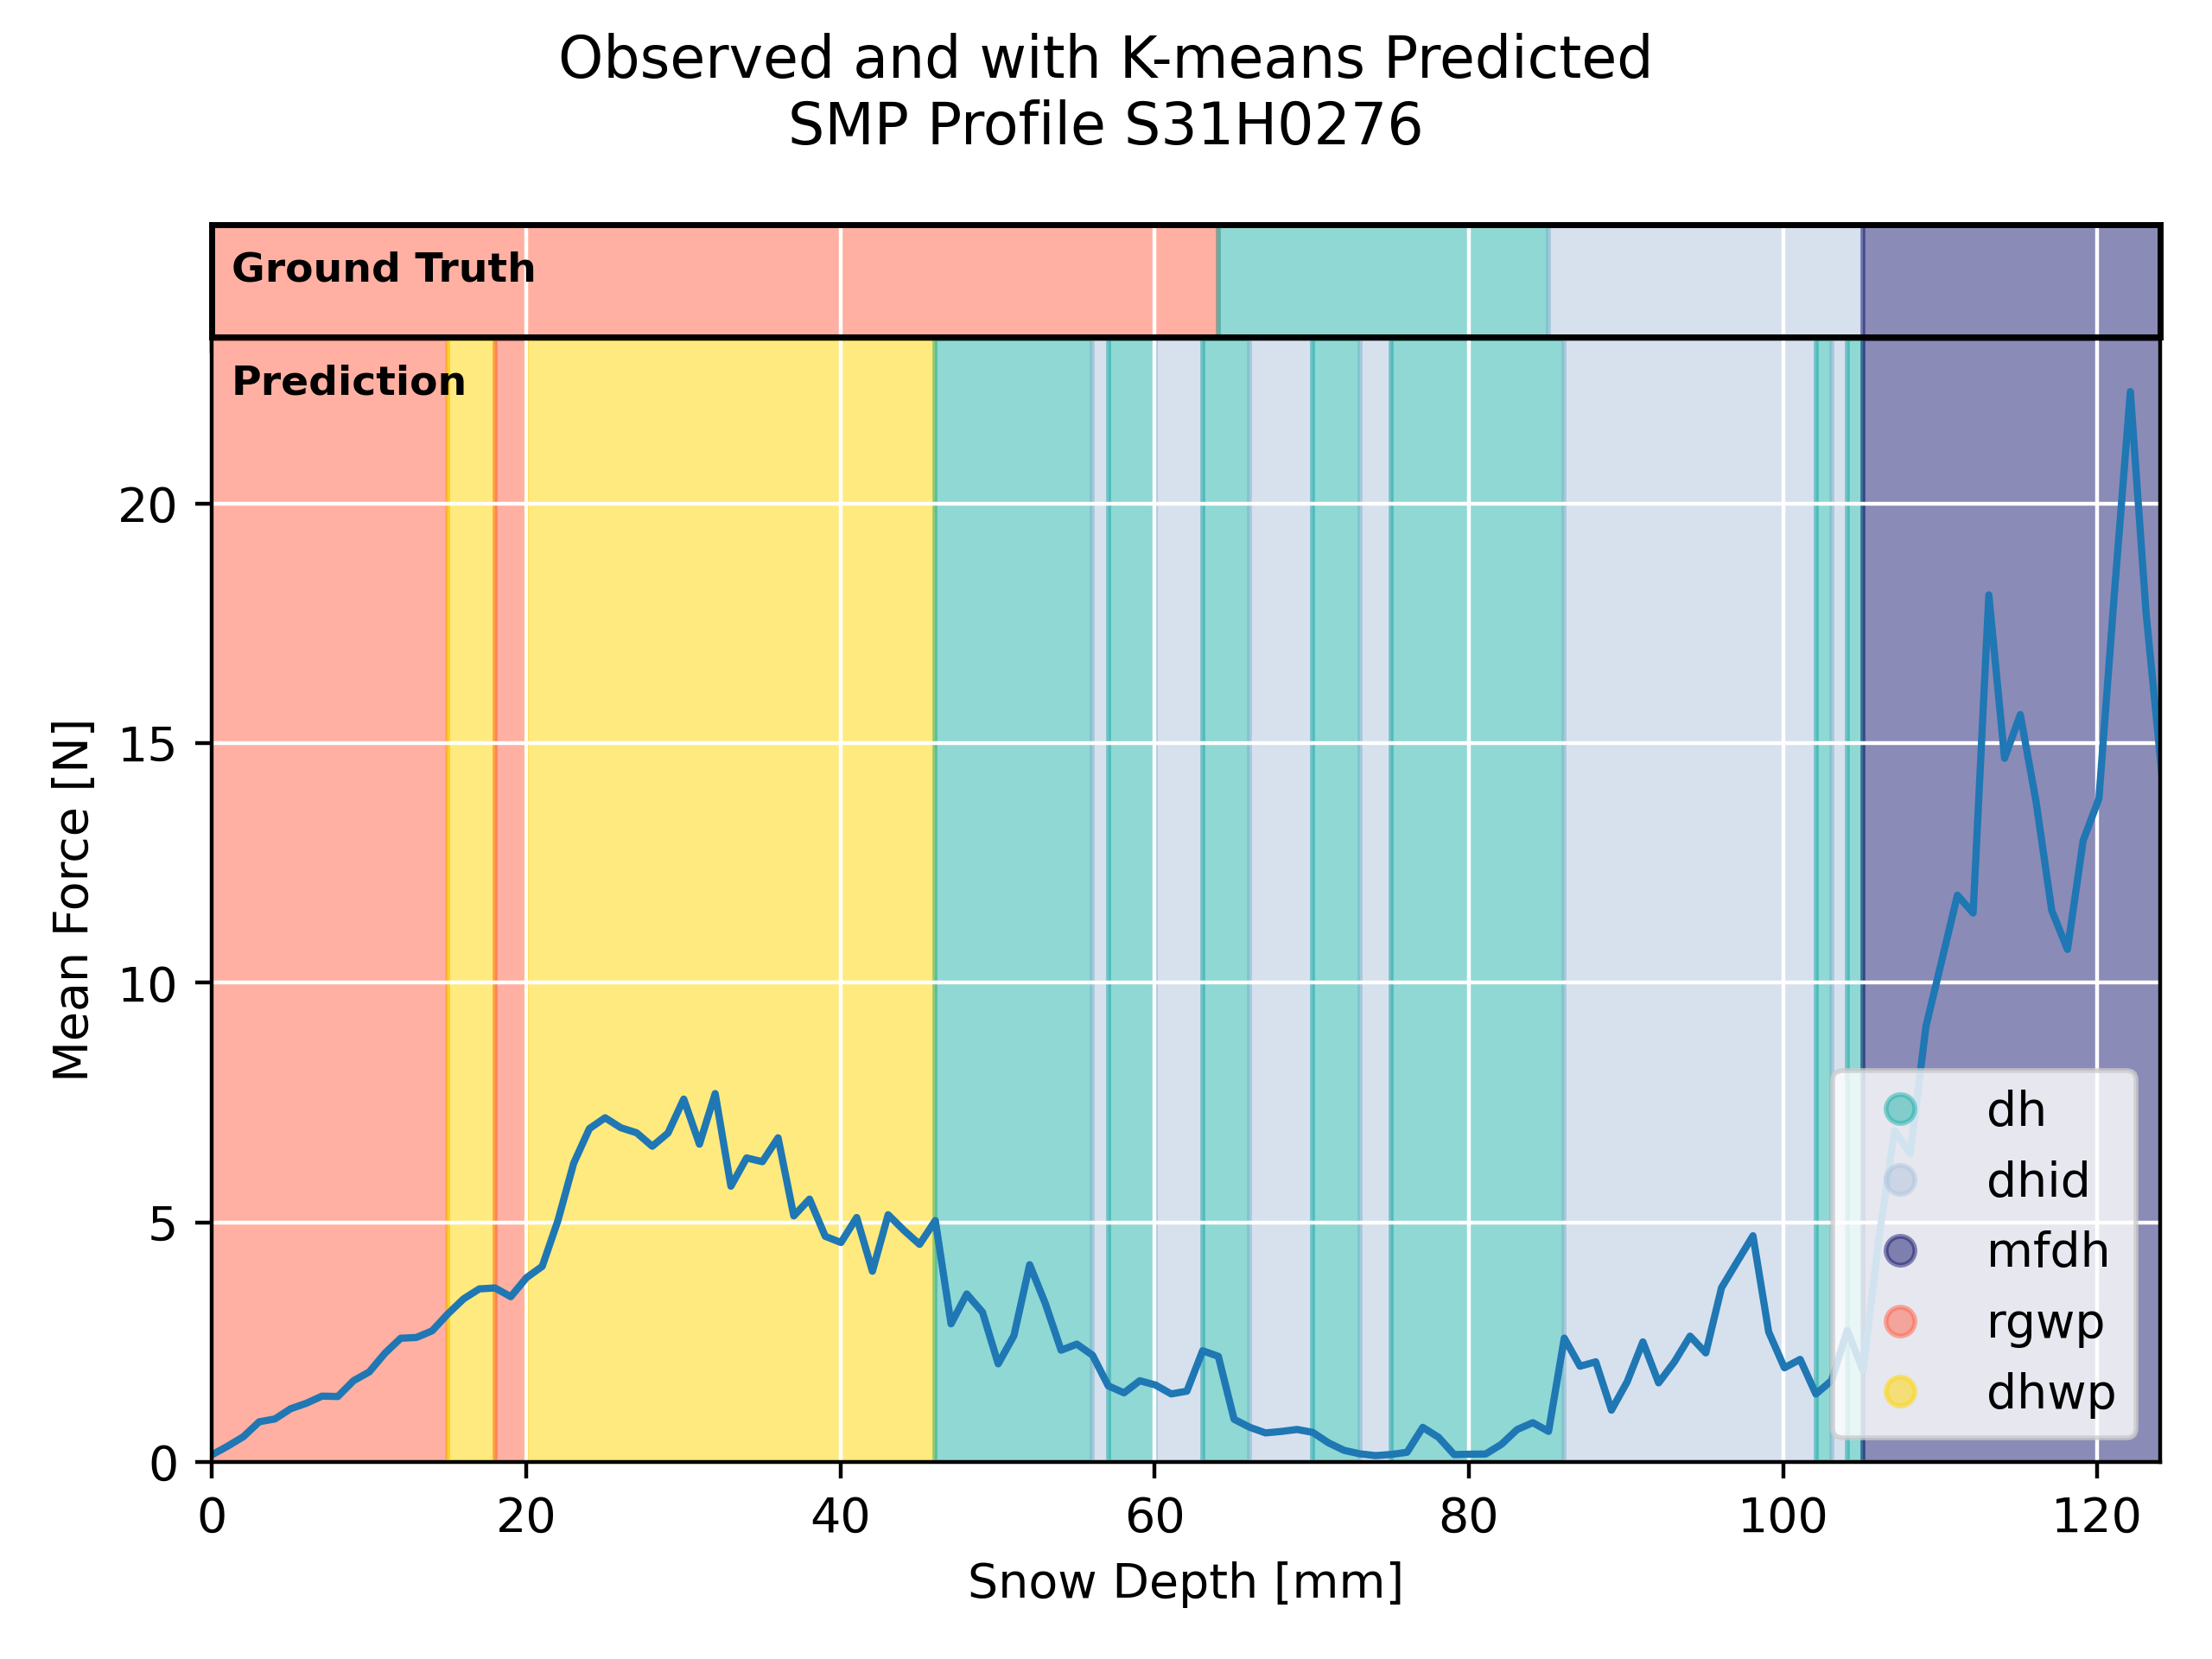 Observed and with K-means Predicted
SMP Profile S31H0276
Ground Truth
Prediction
20
15
10
5
0
Mean Force [N]
dh
dhid
mfdh
rgwp
dhwp
0 20 40 60 80 100 120
Snow Depth [mm]